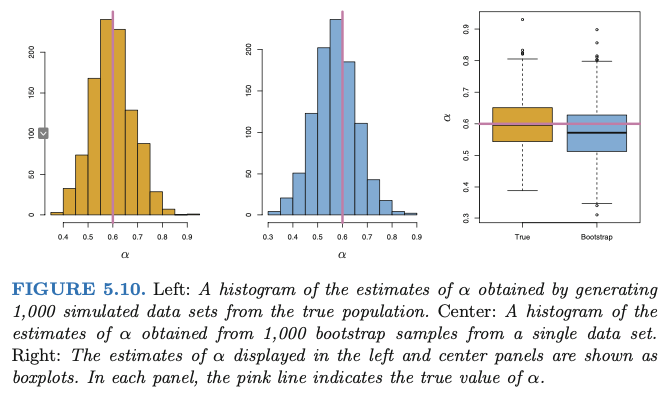 200
150
100
50
0
0.4 0.5 0.6 0.7 0.8 0.9
α
200
150
100
50
0
0.3 0.4 0.5 0.6 0.7 0.8 0.9
α
α
0.9
0.8
0.7
0.6
0.5
0.4
0.3
True Bootstrap
FIGURE 5.10. Left: A histogram of the estimates of α obtained by generating
1,000 simulated data sets from the true population. Center: A histogram of the
estimates of α obtained from 1,000 bootstrap samples from a single data set.
Right: The estimates of α displayed in the left and center panels are shown as
boxplots. In each panel, the pink line indicates the true value of α.